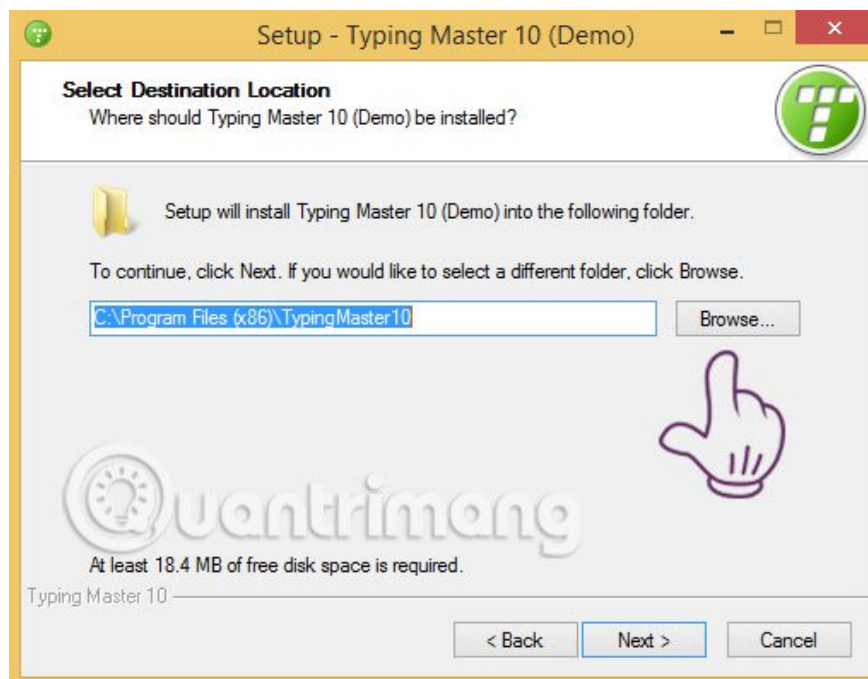 Setup - Typing Master 10 (Demo)
Select Destination Location
Where should Typing Master 10 (Demo) be installed?
Setup will install Typing Master 10 (Demo) into the following folder.
To continue, click Next. If you would like to select a different folder, click Browse.
C:\Program Files (x86)\TypingMaster10
Browse...
Quantrimang
At least 18.4 MB of free disk space is required.
Typing Master 10
< Back Next > Cancel